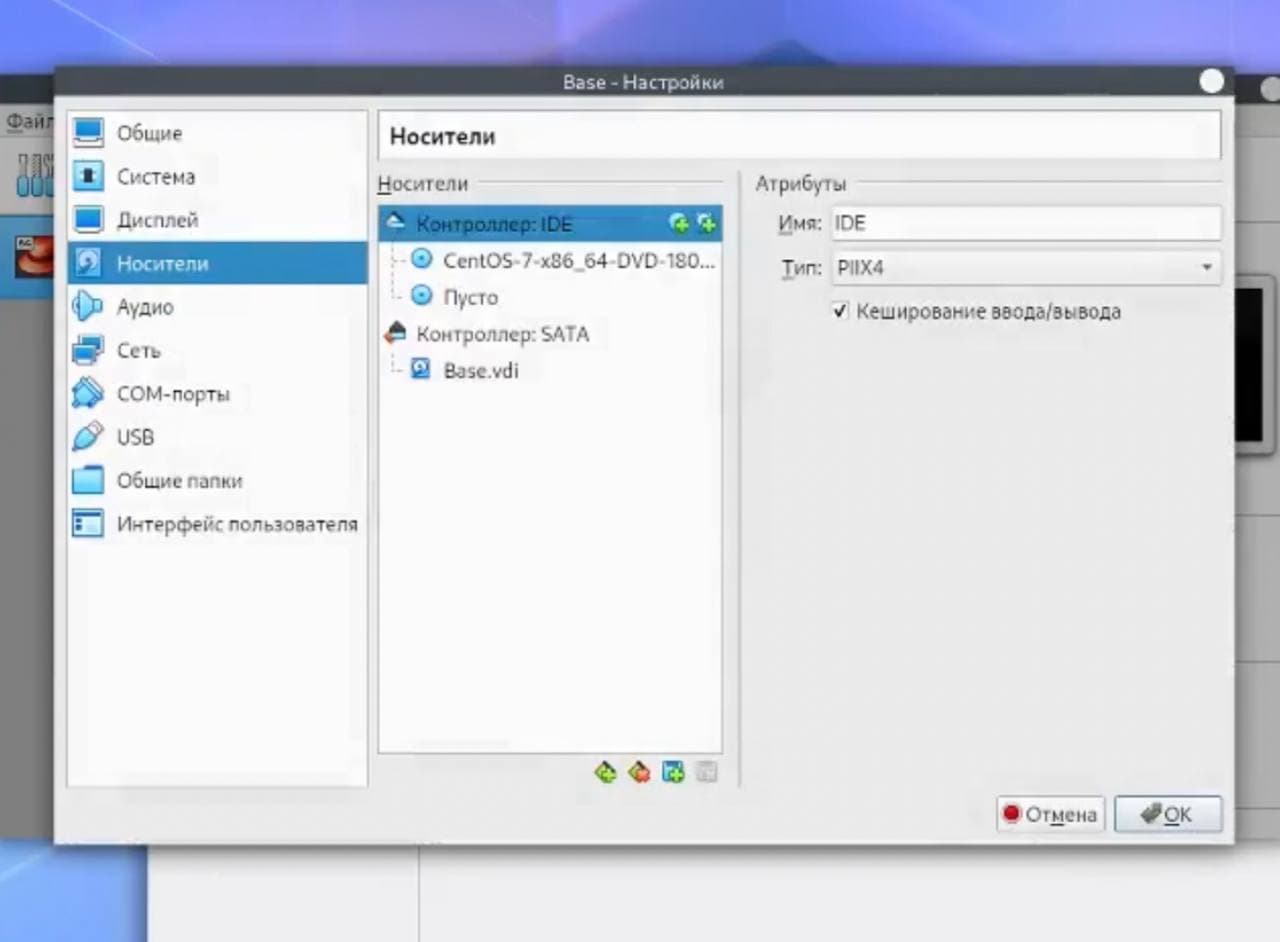 Base - Настройки
Файл
Общие
Система
Дисплей
Носители
Аудио
Сеть
COM-порты
USB
Общие папки
Интерфейс пользователя
Носители
Носители
Контроллер: IDE
CentOS-7-x86_64-DVD-180...
Пусто
Контроллер: SATA
Base.vdi
Атрибуты
Имя: IDE
Тип: PIIX4
Кеширование ввода/вывода
Отмена
OK